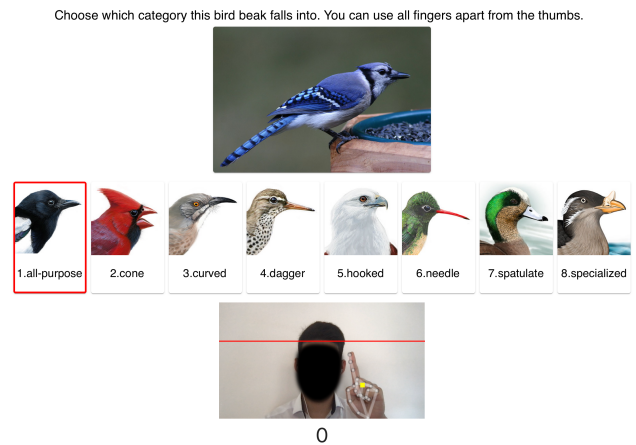 Choose which category this bird beak falls into. You can use all fingers apart from the thumbs.
1.all-purpose
2.cone
3.curved
4.dagger
5.hooked
6.needle
7.spatulate
8.specialized
0